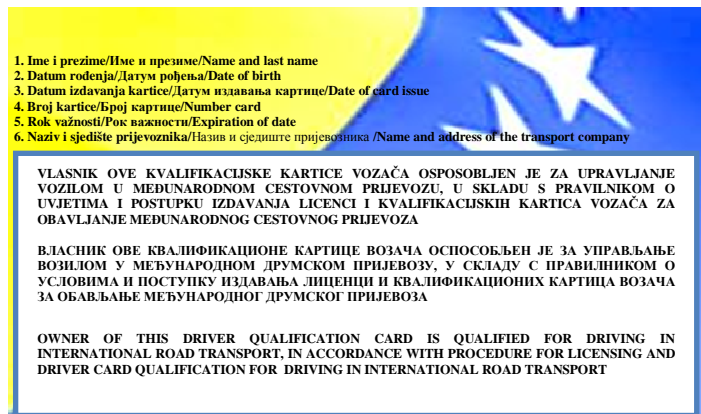 1. Ime i prezime/Име и презиме/Name and last name
2. Datum rođenja/Датум рођења/Date of birth
3. Datum izdavanja kartice/Датум издавања картице/Date of card issue
4. Broj kartice/Број картице/Number card
5. Rok važnosti/Рок важности/Expiration of date
6. Naziv i sjedište prijevoznika/Назив и сједиште пријевозника /Name and address of the transport company
VLASNIK OVE KVALIFIKACIJSKE KARTICE VOZAČA OSPOSOBLJEN JE ZA UPRAVLJANJE
VOZILOM U MEĐUNARODNOM CESTOVNOM PRIJEVOZU, U SKLADU S PRAVILNIKOM O
UVJETIMA I POSTUPKU IZDAVANJA LICENCI I KVALIFIKACIJSKIH KARTICA VOZAČA ZA
OBAVLJANJE MEĐUNARODNOG CESTOVNOG PRIJEVOZA
ВЛАСНИК ОВЕ КВАЛИФИКАЦИОНЕ КАРТИЦЕ ВОЗАЧА ОСПОСОБЉЕН ЈЕ ЗА УПРАВЉАЊЕ
ВОЗИЛОМ У МЕЂУНАРОДНОМ ДРУМСКОМ ПРИЈЕВОЗУ, У СКЛАДУ С ПРАВИЛНИКОМ О
УСЛОВИМА И ПОСТУПКУ ИЗДАВАЊА ЛИЦЕНЦИ И КВАЛИФИКАЦИОНИХ КАРТИЦА ВОЗАЧА
ЗА ОБАВЉАЊЕ МЕЂУНАРОДНОГ ДРУМСКОГ ПРИЈЕВОЗА
OWNER OF THIS DRIVER QUALIFICATION CARD IS QUALIFIED FOR DRIVING IN
INTERNATIONAL ROAD TRANSPORT, IN ACCORDANCE WITH PROCEDURE FOR LICENSING AND
DRIVER CARD QUALIFICATION FOR DRIVING IN INTERNATIONAL ROAD TRANSPORT